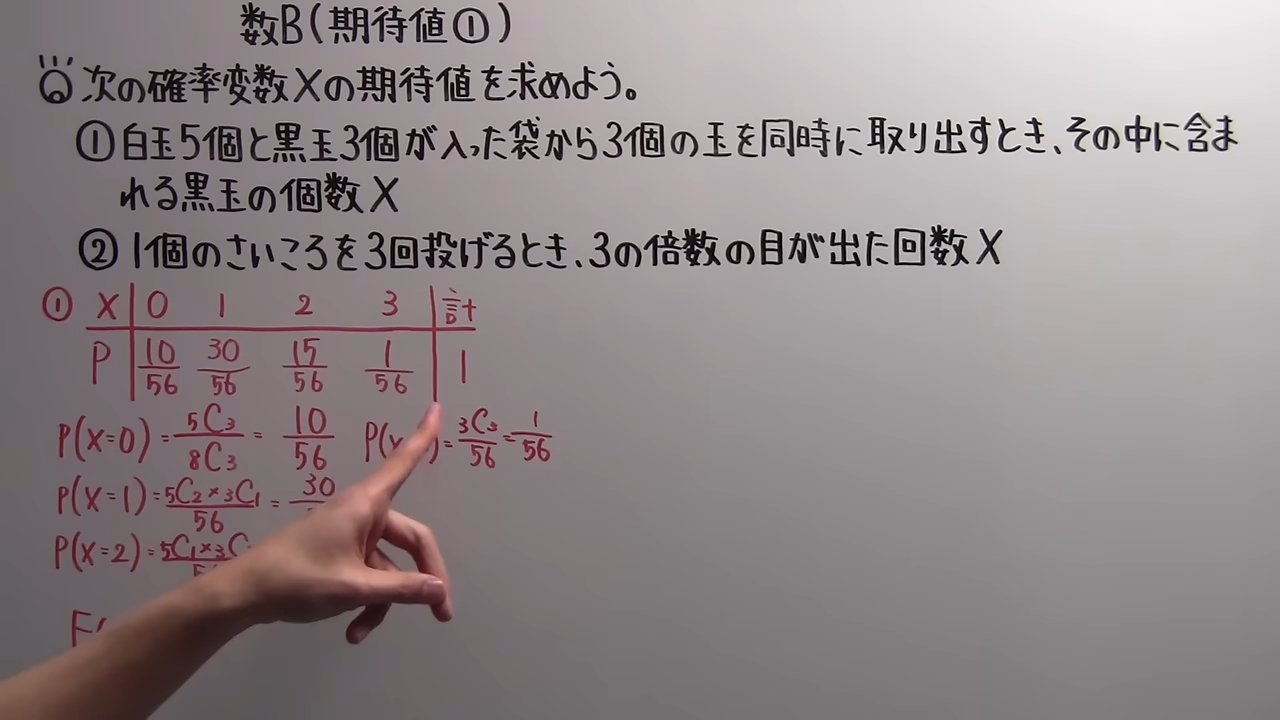 数B(期待値①)
次の確率変数Xの期待値を求めよう。
①白玉5個と黒玉3個が入った袋から3個の玉を同時に取り出すとき、その中に含ま
れる黒玉の個数X
②1個のさいころを3回投げるとき、3の倍数の目が出た回数X
① X 0 1 2 3 計
P 10/56 30/56 15/56 1/56 1
P(X=0)=5C3/8C3=10/56 P(X )=3C3/56=1/56
P(X=1)=5C2×3C1/56=30
P(X=2)=5C1×3C
E(